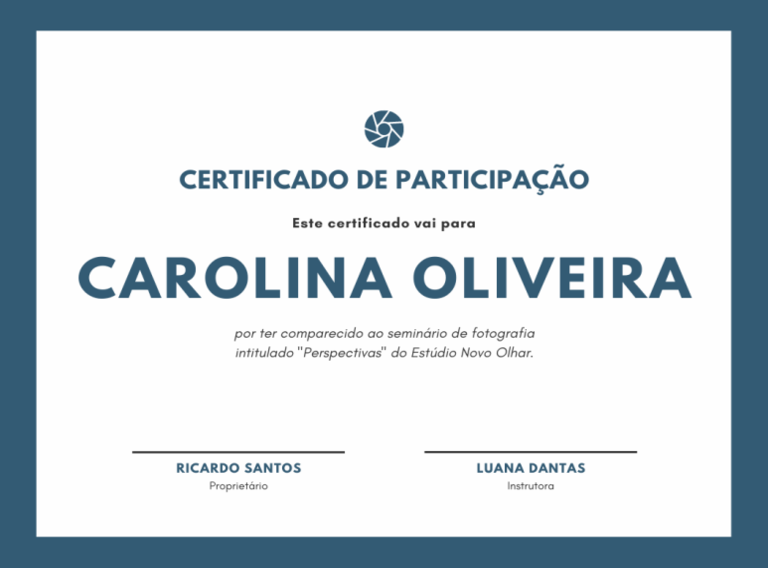 CERTIFICADO DE PARTICIPAÇÃO
Este certificado vai para
CAROLINA OLIVEIRA
por ter comparecido ao seminário de fotografia
intitulado "Perspectivas" do Estúdio Novo Olhar.
RICARDO SANTOS
Proprietário
LUANA DANTAS
Instrutora